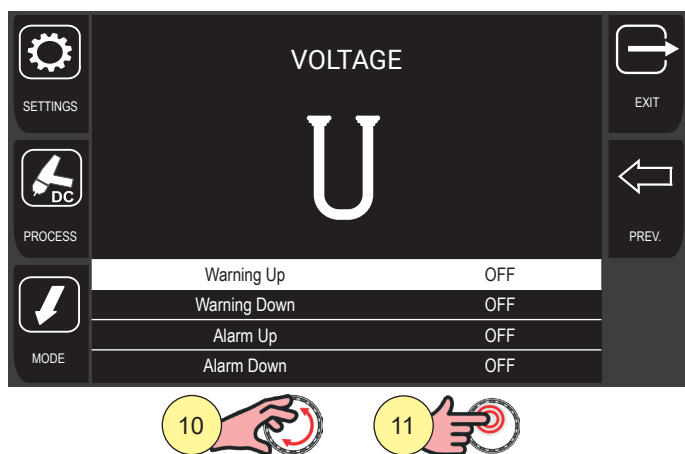 VOLTAGE
U
SETTINGS
DC
PROCESS
MODE
EXIT
PREV.
Warning Up OFF
Warning Down OFF
Alarm Up OFF
Alarm Down OFF
10
11